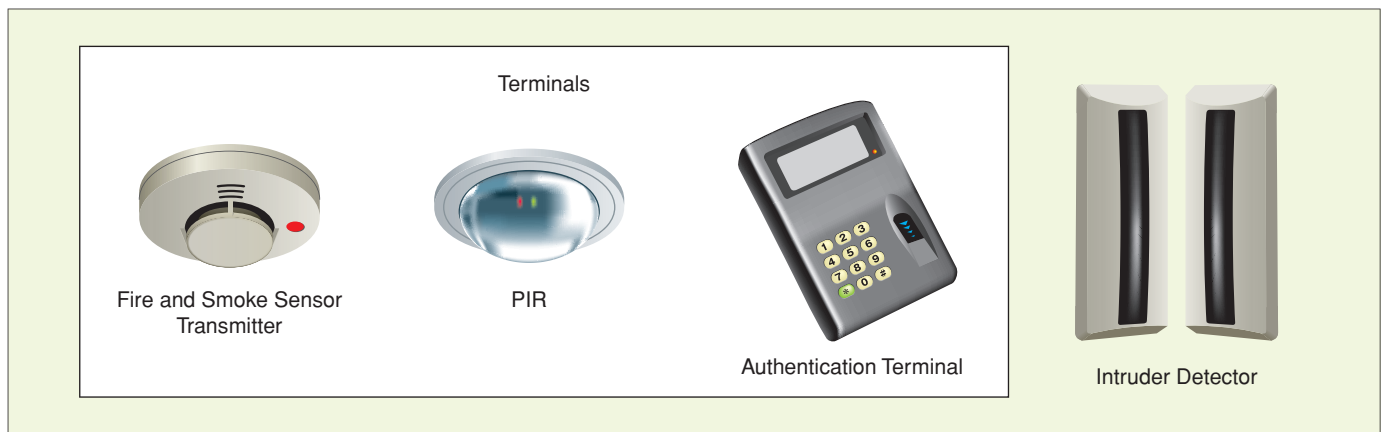 Terminals
Fire and Smoke Sensor
Transmitter
PIR
1 2 3
4 5 6
7 8 9
* 0 #
Authentication Terminal
Intruder Detector